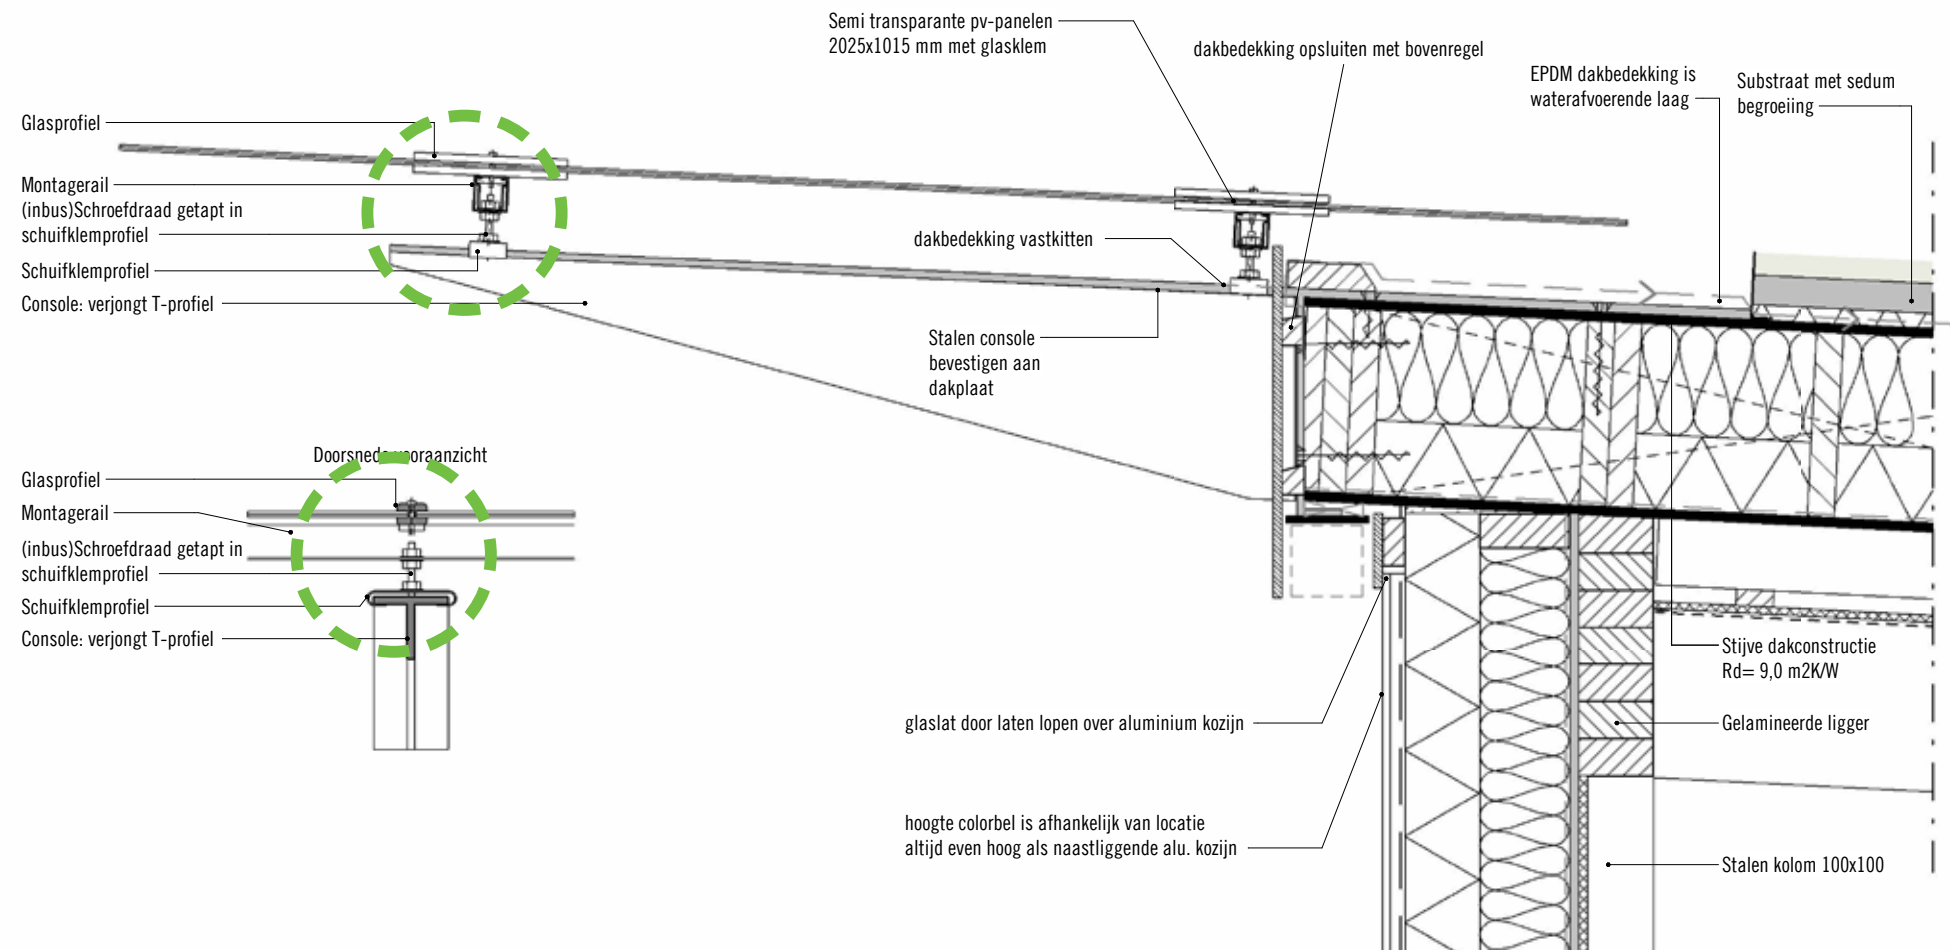 Semi transparante pv-panelen
2025x1015 mm met glasklem
dakbedekking opsluiten met bovenregel
EPDM dakbedekking is
waterafvoerende laag
Substraat met sedum
begroeiing
Glasprofiel
Montagerail
(inbus)Schroefdraad getapt in
schuifklemprofiel
Schuifklemprofiel
Console: verjongt T-profiel
dakbedekking vastkitten
Stalen console
bevestigen aan
dakplaat
Doorsnede vooraanzicht
Glasprofiel
Montagerail
(inbus)Schroefdraad getapt in
schuifklemprofiel
Schuifklemprofiel
Console: verjongt T-profiel
Stijve dakconstructie
Rd= 9,0 m2K/W
glaslat door laten lopen over aluminium kozijn
Gelamineerde ligger
hoogte colorbel is afhankelijk van locatie
altijd even hoog als naastliggende alu. kozijn
Stalen kolom 100x100